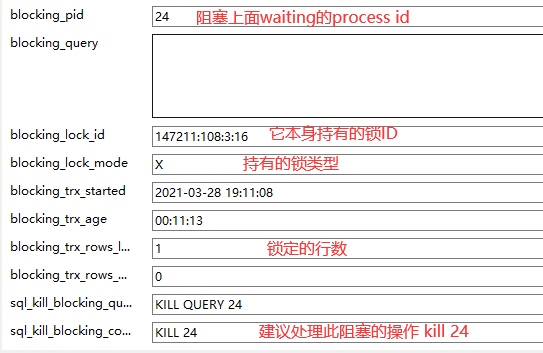 blocking_pid 24 阻塞上面waiting的process id
blocking_query
blocking_lock_id 147211:108:3:16 它本身持有的锁ID
blocking_lock_mode X 持有的锁类型
blocking_trx_started 2021-03-28 19:11:08
blocking_trx_age 00:11:13
blocking_trx_rows_l... 1 锁定的行数
blocking_trx_rows_... 0
sql_kill_blocking_qu... KILL QUERY 24
sql_kill_blocking_co... KILL 24 建议处理此阻塞的操作 kill 24